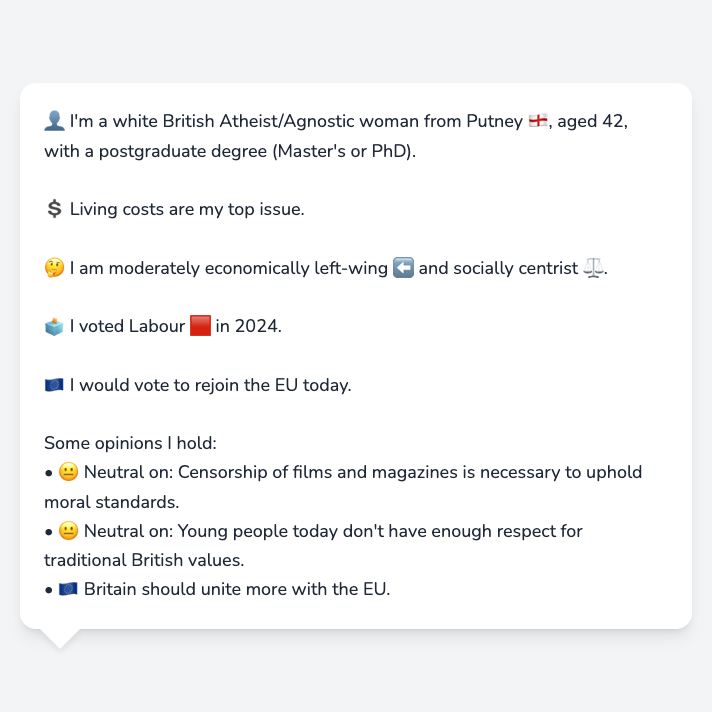 👤 I'm a white British Atheist/Agnostic woman from Putney 🏴󠁧󠁢󠁥󠁮󠁧󠁿, aged 42,
with a postgraduate degree (Master's or PhD).
💲 Living costs are my top issue.
🤔 I am moderately economically left-wing ⬅️ and socially centrist ⚖️.
🗳️ I voted Labour 🟥 in 2024.
🇪🇺 I would vote to rejoin the EU today.
Some opinions I hold:
• 😐 Neutral on: Censorship of films and magazines is necessary to uphold
moral standards.
• 😐 Neutral on: Young people today don't have enough respect for
traditional British values.
• 🇪🇺 Britain should unite more with the EU.